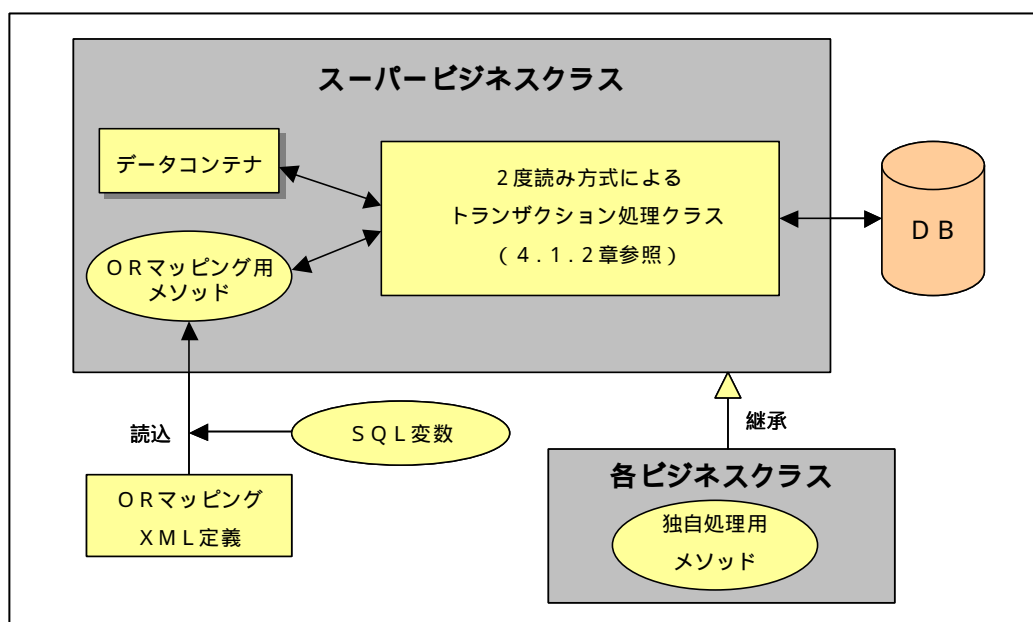 スーパービジネスクラス
データコンテナ
2度読み方式による
トランザクション処理クラス
(4.1.2章参照)
ORマッピング用
メソッド
DB
読込
SQL変数
継承
ORマッピング
XML定義
各ビジネスクラス
独自処理用
メソッド